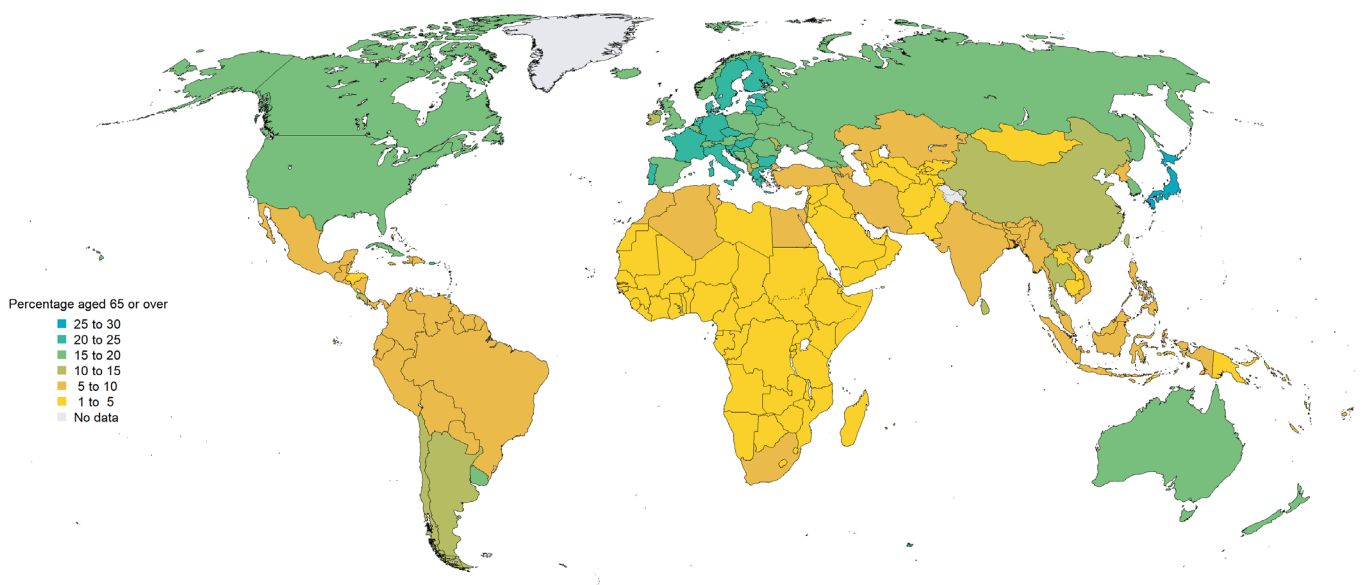 Percentage aged 65 or over
25 to 30
20 to 25
15 to 20
10 to 15
5 to 10
1 to 5
No data